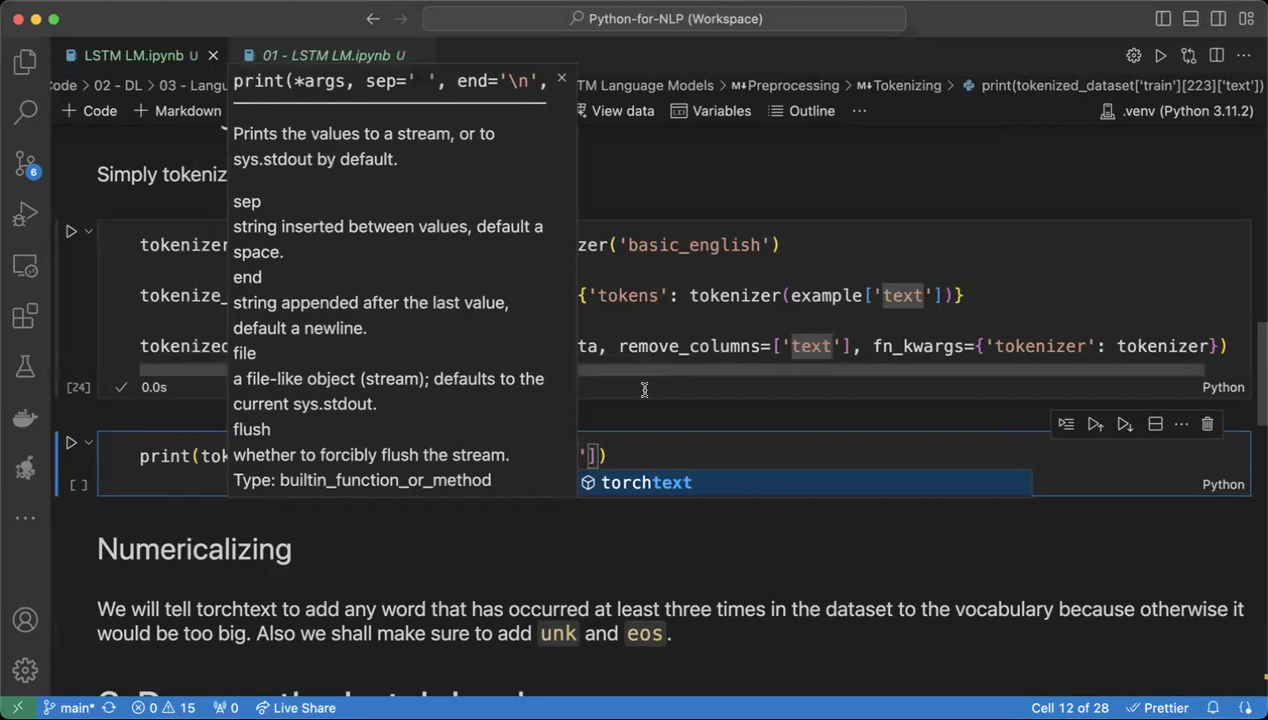 Python-for-NLP (Workspace)
LSTM LM.ipynb U
01 - LSTM LM.ipynb U
Code > 02 - DL > 03 - Langu
TM Language Models > Preprocessing > Tokenizing > print(tokenized_dataset['train'][223]['text'])
+ Code + Markdown
View data
Variables
Outline
.venv (Python 3.11.2)
print(*args, sep=' ', end='\n',
Prints the values to a stream, or to
sys.stdout by default.
sep
string inserted between values, default a
space.
end
string appended after the last value,
default a newline.
file
a file-like object (stream); defaults to the
current sys.stdout.
flush
whether to forcibly flush the stream.
Type: builtin_function_or_method
Simply tokeniz
tokenizer
zer('basic_english')
tokenize_
{'tokens': tokenizer(example['text'])}
tokenized
ta, remove_columns=['text'], fn_kwargs={'tokenizer': tokenizer})
[24]
0.0s
Python
print(tok
'])
torchtext
[ ]
Python
Numericalizing
We will tell torchtext to add any word that has occurred at least three times in the dataset to the vocabulary because otherwise it
would be too big. Also we shall make sure to add unk and eos.
6
main*
0
15
0
Live Share
Cell 12 of 28
Prettier